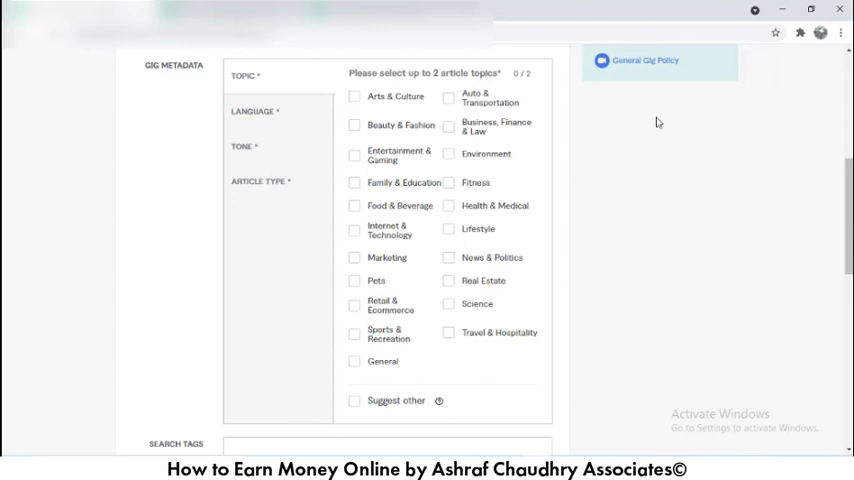 General Gig Policy
GIG METADATA
TOPIC *
LANGUAGE *
TONE *
ARTICLE TYPE *
Please select up to 2 article topics* 0 / 2
Arts & Culture
Auto &
Transportation
Beauty & Fashion
Business, Finance
& Law
Entertainment &
Gaming
Environment
Family & Education
Fitness
Food & Beverage
Health & Medical
Internet &
Technology
Lifestyle
Marketing
News & Politics
Pets
Real Estate
Retail &
Ecommerce
Science
Sports &
Recreation
Travel & Hospitality
General
Suggest other ?
SEARCH TAGS
Activate Windows
Go to Settings to activate Windows.
How to Earn Money Online by Ashraf Chaudhry Associates©